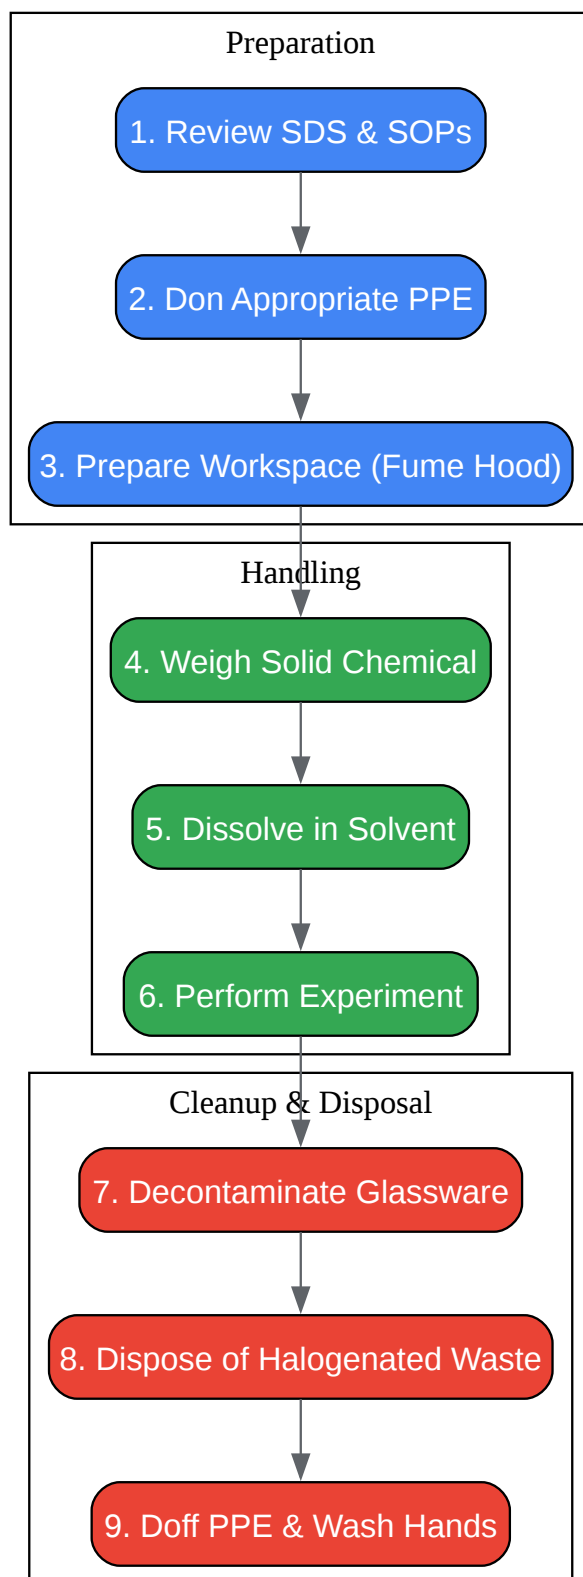 Preparation
1. Review SDS & SOPs
2. Don Appropriate PPE
3. Prepare Workspace (Fume Hood)
Handling
4. Weigh Solid Chemical
5. Dissolve in Solvent
6. Perform Experiment
Cleanup & Disposal
7. Decontaminate Glassware
8. Dispose of Halogenated Waste
9. Doff PPE & Wash Hands